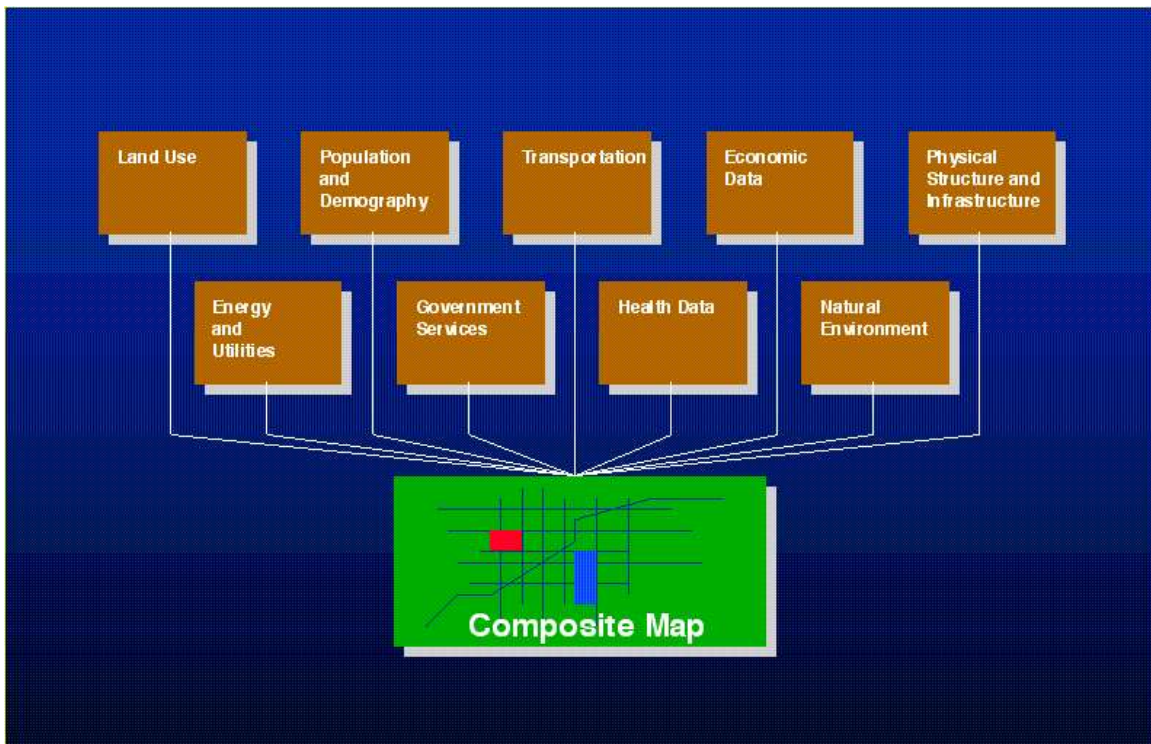 Land Use
Population
and
Demography
Transportation
Economic
Data
Physical
Structure and
Infrastructure
Energy
and
Utilities
Government
Services
Health Data
Natural
Environment
Composite Map